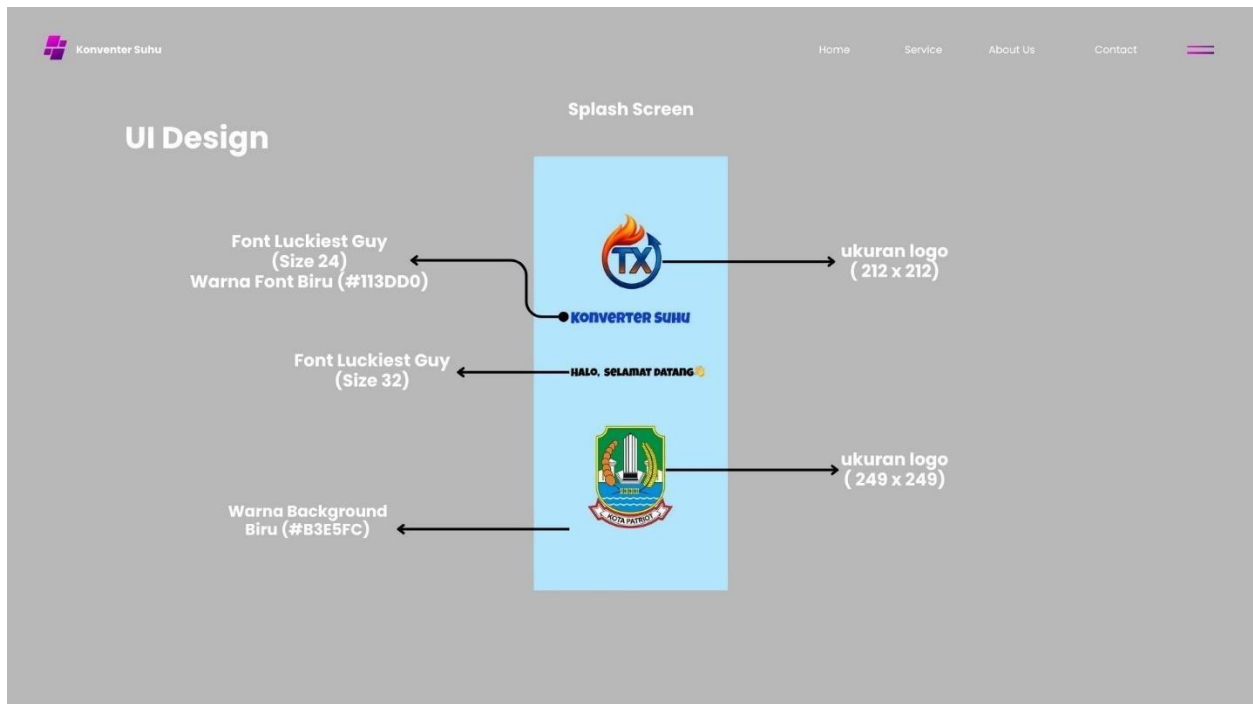 Konventer Suhu
Home
Service
About Us
Contact
UI Design
Splash Screen
Font Luckiest Guy
(Size 24)
Warna Font Biru (#113DD0)
TX
ukuran logo
( 212 x 212)
KONVERTER SUHU
Font Luckiest Guy
(Size 32)
HALO, SELAMAT DATANG👋
ukuran logo
( 249 x 249)
KOTA PATRIOT
Warna Background
Biru (#B3E5FC)